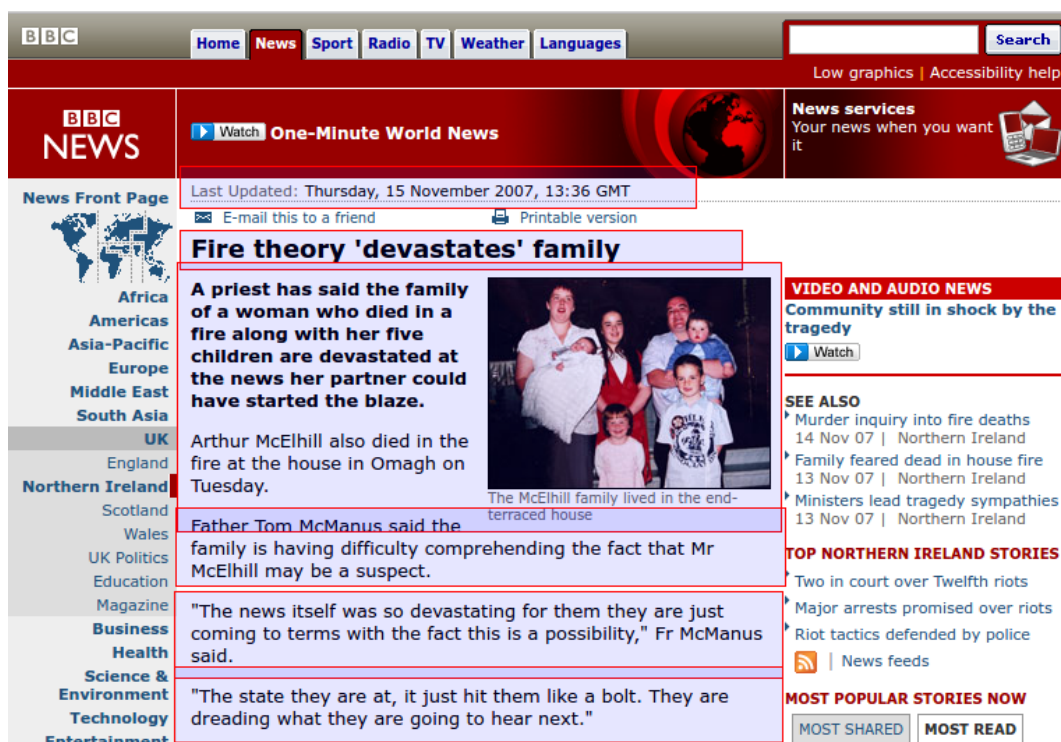 BBC
Home News Sport Radio TV Weather Languages
Search
Low graphics | Accessibility help
BBC
NEWS
Watch One-Minute World News
News services
Your news when you want
it
News Front Page
Africa
Americas
Asia-Pacific
Europe
Middle East
South Asia
UK
England
Northern Ireland
Scotland
Wales
UK Politics
Education
Magazine
Business
Health
Science &
Environment
Technology
Entertainment
Last Updated: Thursday, 15 November 2007, 13:36 GMT
E-mail this to a friend Printable version
Fire theory 'devastates' family
A priest has said the family
of a woman who died in a
fire along with her five
children are devastated at
the news her partner could
have started the blaze.
The McElhill family lived in the end-
terraced house
Arthur McElhill also died in the
fire at the house in Omagh on
Tuesday.
Father Tom McManus said the
family is having difficulty comprehending the fact that Mr
McElhill may be a suspect.
"The news itself was so devastating for them they are just
coming to terms with the fact this is a possibility," Fr McManus
said.
"The state they are at, it just hit them like a bolt. They are
dreading what they are going to hear next."
VIDEO AND AUDIO NEWS
Community still in shock by the
tragedy
Watch
SEE ALSO
Murder inquiry into fire deaths
14 Nov 07 | Northern Ireland
Family feared dead in house fire
13 Nov 07 | Northern Ireland
Ministers lead tragedy sympathies
13 Nov 07 | Northern Ireland
TOP NORTHERN IRELAND STORIES
Two in court over Twelfth riots
Major arrests promised over riots
Riot tactics defended by police
| News feeds
MOST POPULAR STORIES NOW
MOST SHARED MOST READ